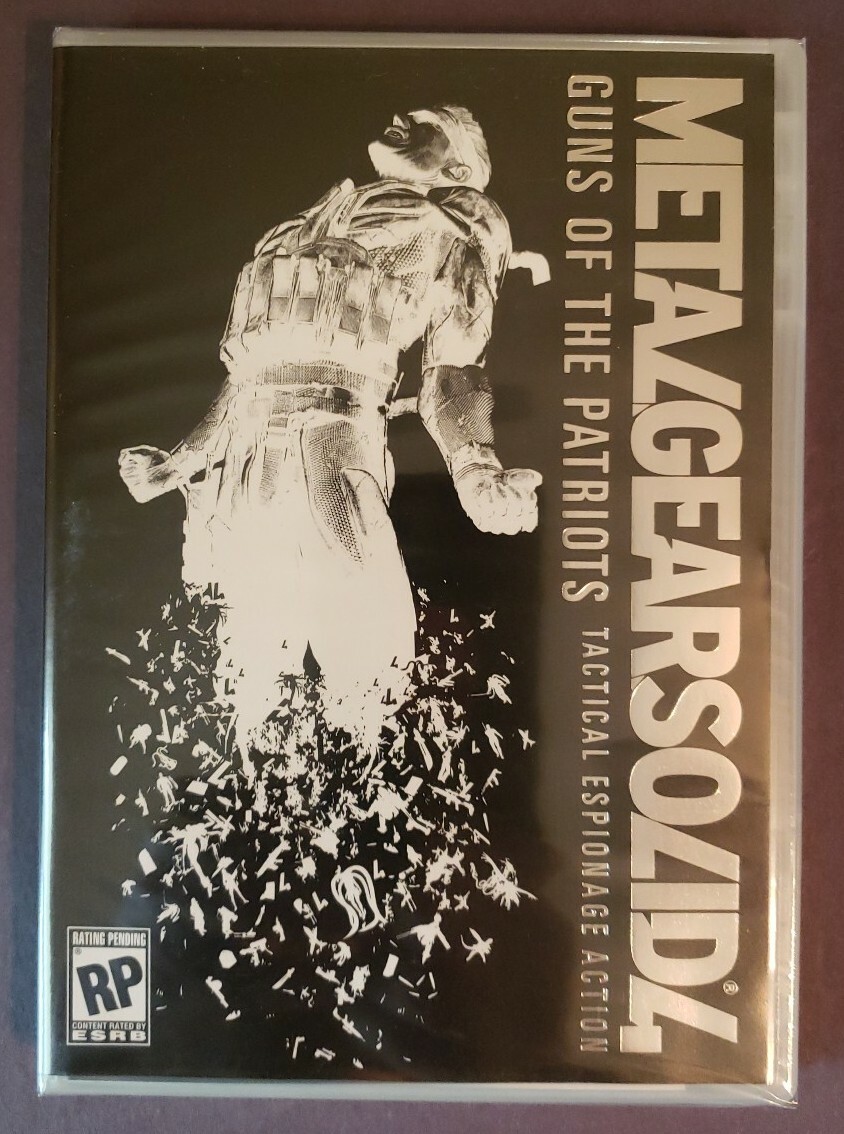 METAL GEAR SOLID 4®
GUNS OF THE PATRIOTS TACTICAL ESPIONAGE ACTION
RATING PENDING
RP®
CONTENT RATED BY
ESRB